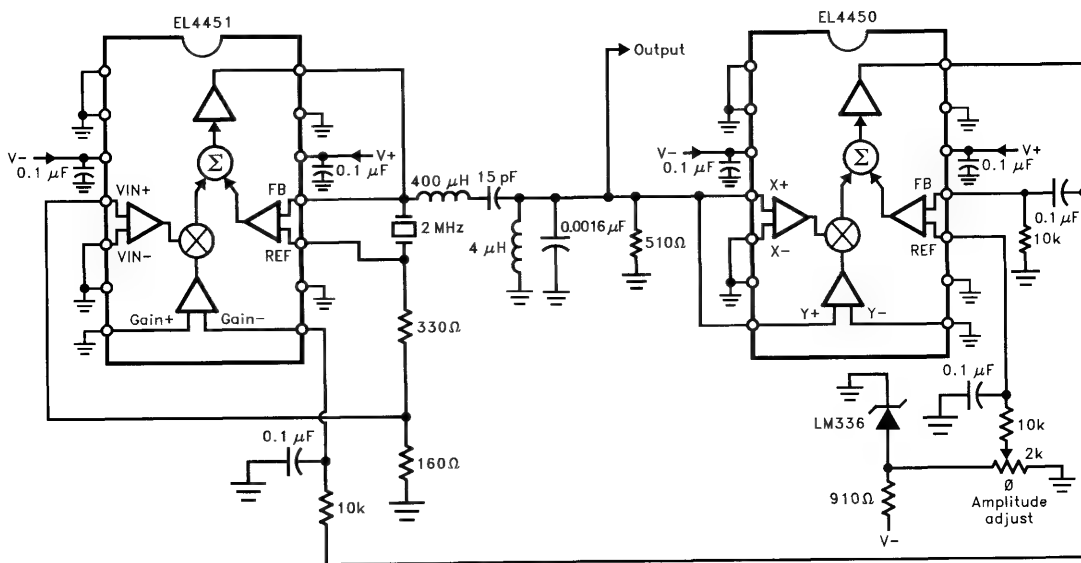 EL4451
EL4450
Output
V-
0.1 μF
V+
0.1 μF
VIN+
VIN-
Σ
FB
REF
Gain+
Gain-
400 μH
15 pF
2 MHz
4 μH
0.0016 μF
510Ω
330Ω
160Ω
0.1 μF
10k
V-
0.1 μF
V+
0.1 μF
X+
X-
Σ
FB
REF
Y+
Y-
0.1 μF
10k
0.1 μF
10k
2k
Ø
Amplitude
adjust
LM336
910Ω
V-